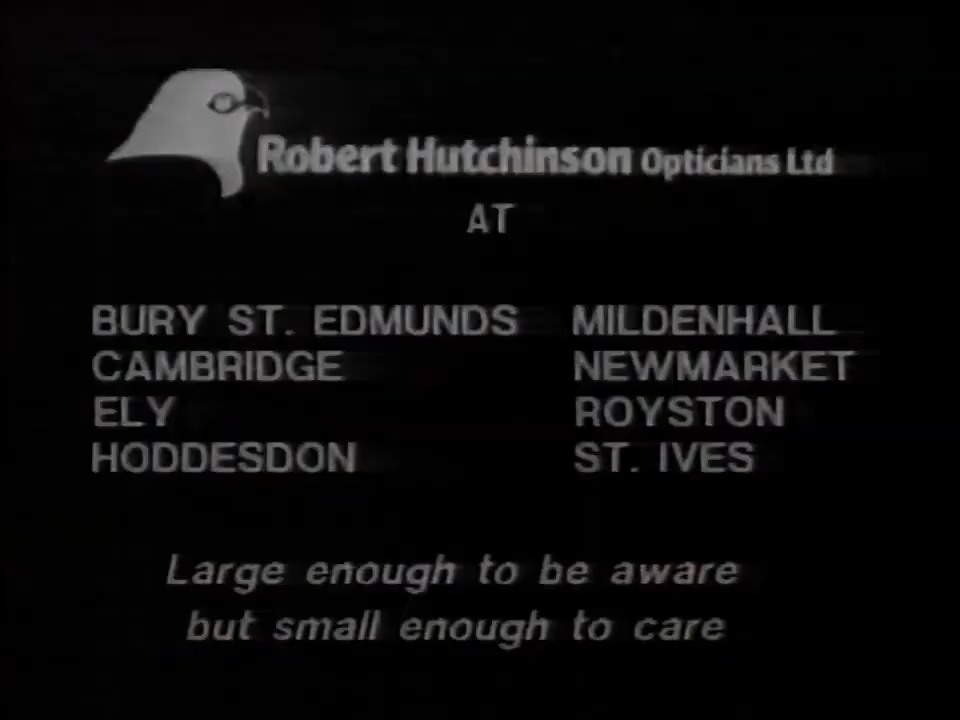 Robert Hutchinson Opticians Ltd
AT
BURY ST. EDMUNDS
CAMBRIDGE
ELY
HODDESDON
MILDENHALL
NEWMARKET
ROYSTON
ST. IVES
Large enough to be aware
but small enough to care